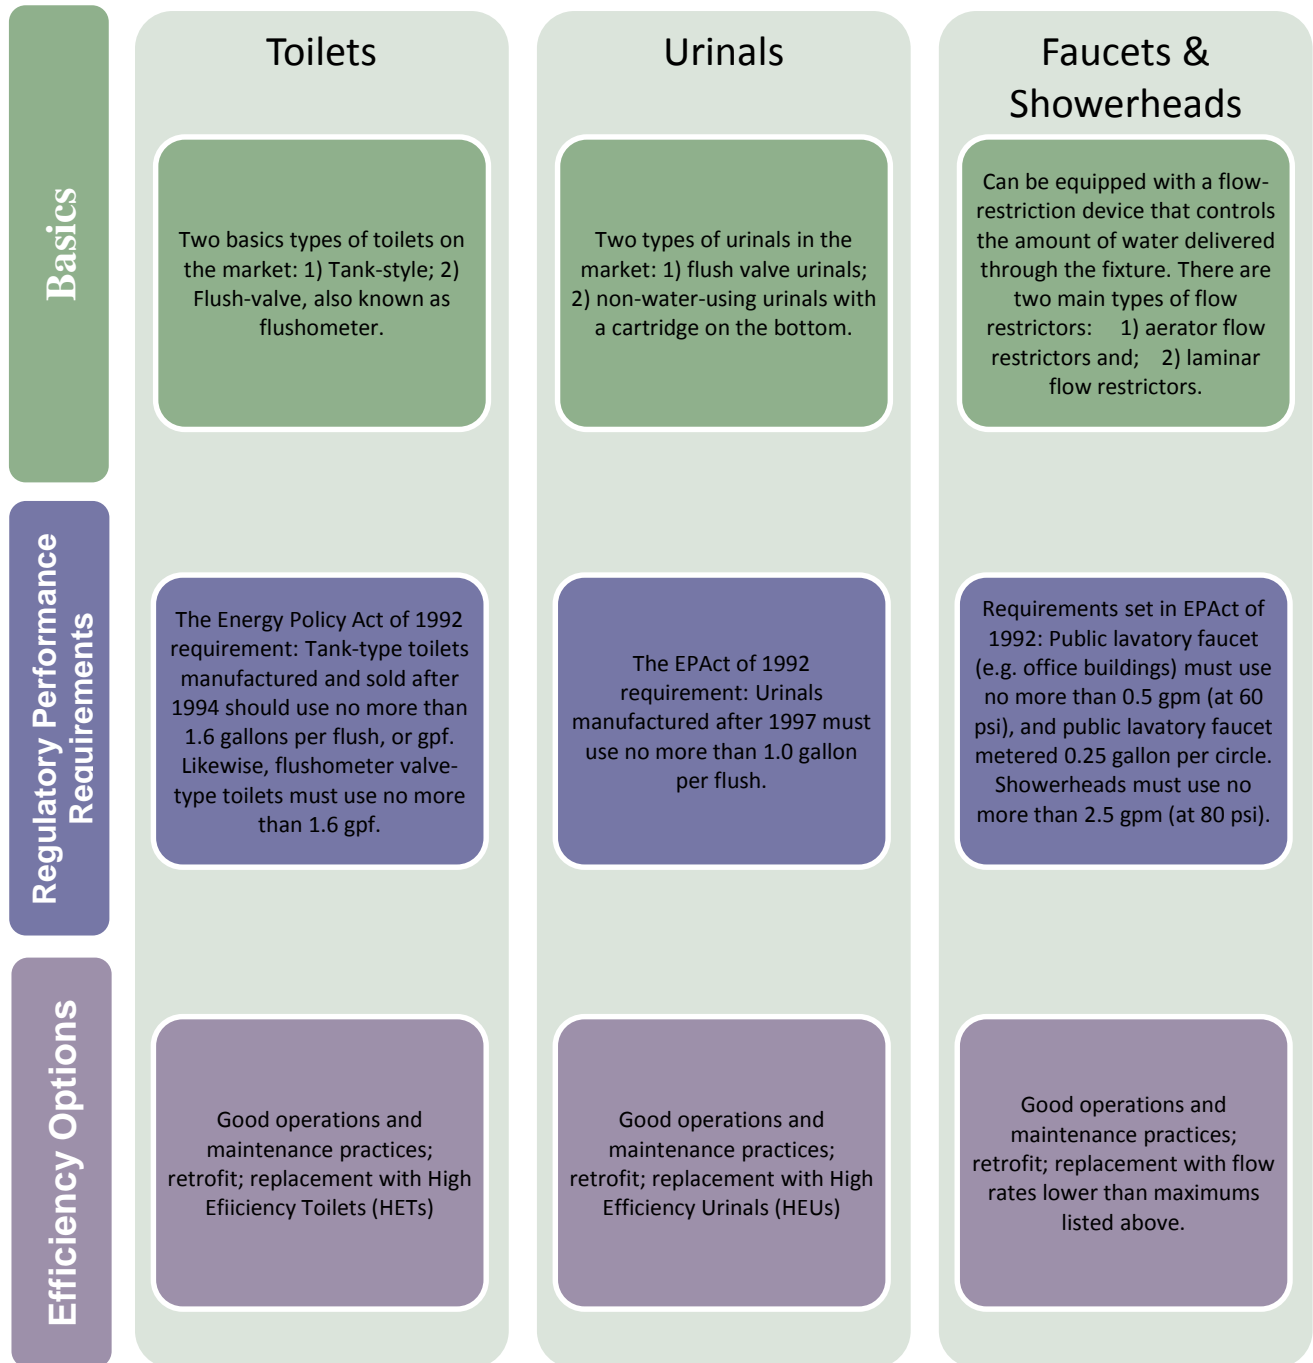 Toilets
Urinals
Faucets &
Showerheads
Basics
Two basics types of toilets on
the market: 1) Tank-style; 2)
Flush-valve, also known as
flushometer.
Two types of urinals in the
market: 1) flush valve urinals;
2) non-water-using urinals with
a cartridge on the bottom.
Can be equipped with a flow-
restriction device that controls
the amount of water delivered
through the fixture. There are
two main types of flow
restrictors: 1) aerator flow
restrictors and; 2) laminar
flow restrictors.
Regulatory Performance
Requirements
The Energy Policy Act of 1992
requirement: Tank-type toilets
manufactured and sold after
1994 should use no more than
1.6 gallons per flush, or gpf.
Likewise, flushometer valve-
type toilets must use no more
than 1.6 gpf.
The EPAct of 1992
requirement: Urinals
manufactured after 1997 must
use no more than 1.0 gallon
per flush.
Requirements set in EPAct of
1992: Public lavatory faucet
(e.g. office buildings) must use
no more than 0.5 gpm (at 60
psi), and public lavatory faucet
metered 0.25 gallon per circle.
Showerheads must use no
more than 2.5 gpm (at 80 psi).
Efficiency Options
Good operations and
maintenance practices;
retrofit; replacement with High
Efiiciency Toilets (HETs)
Good operations and
maintenance practices;
retrofit; replacement with High
Efficiency Urinals (HEUs)
Good operations and
maintenance practices;
retrofit; replacement with flow
rates lower than maximums
listed above.